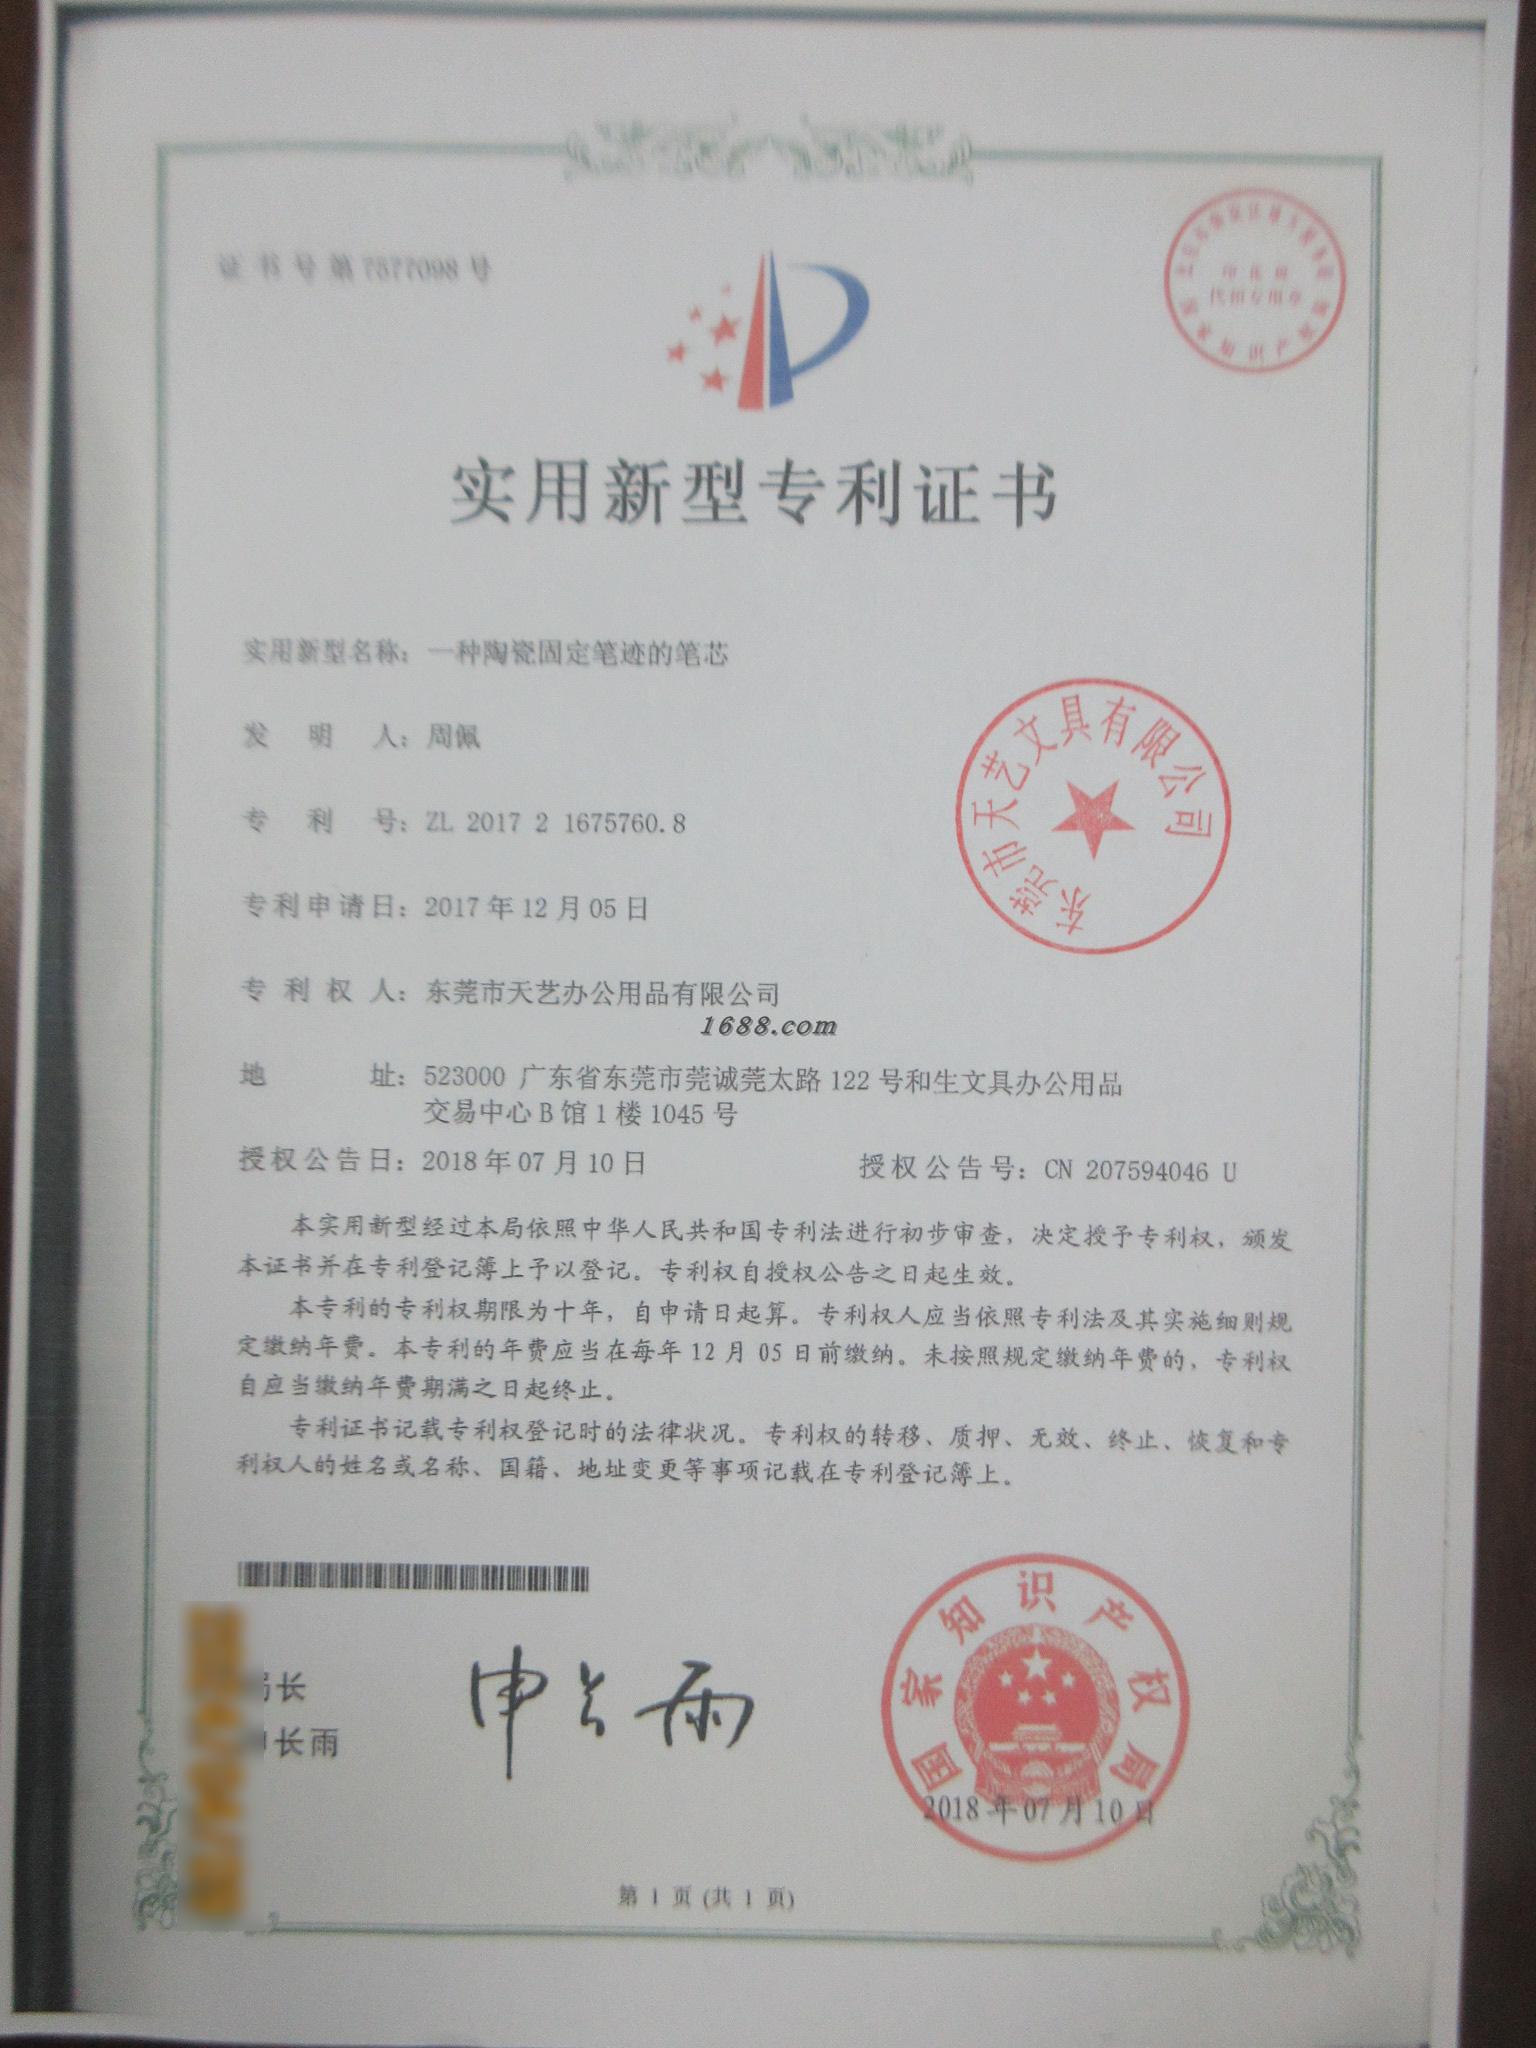 证书号第7577098号
实用新型专利证书
实用新型名称：一种陶瓷固定笔迹的笔芯
发明人：周佩
东莞市天艺文具有限公司
专利号：ZL 2017 2 1675760.8
专利申请日：2017年12月05日
专利权人：东莞市天艺办公用品有限公司
1688.com
地址：523000 广东省东莞市莞诚莞太路122号和生文具办公用品
交易中心B馆1楼1045号
授权公告日：2018年07月10日 授权公告号：CN 207594046 U
本实用新型经过本局依照中华人民共和国专利法进行初步审查，决定授予专利权，颁发
本证书并在专利登记簿上予以登记。专利权自授权公告之日起生效。
本专利的专利权期限为十年，自申请日起算。专利权人应当依照专利法及其实施细则规
定缴纳年费。本专利的年费应当在每年12月05日前缴纳。未按照规定缴纳年费的，专利权
自应当缴纳年费期满之日起终止。
专利证书记载专利权登记时的法律状况。专利权的转移、质押、无效、终止、恢复和专
利权人的姓名或名称、国籍、地址变更等事项记载在专利登记簿上。
局长
申长雨
申长雨
国家知识产权局
2018年07月10日
第1页(共1页)